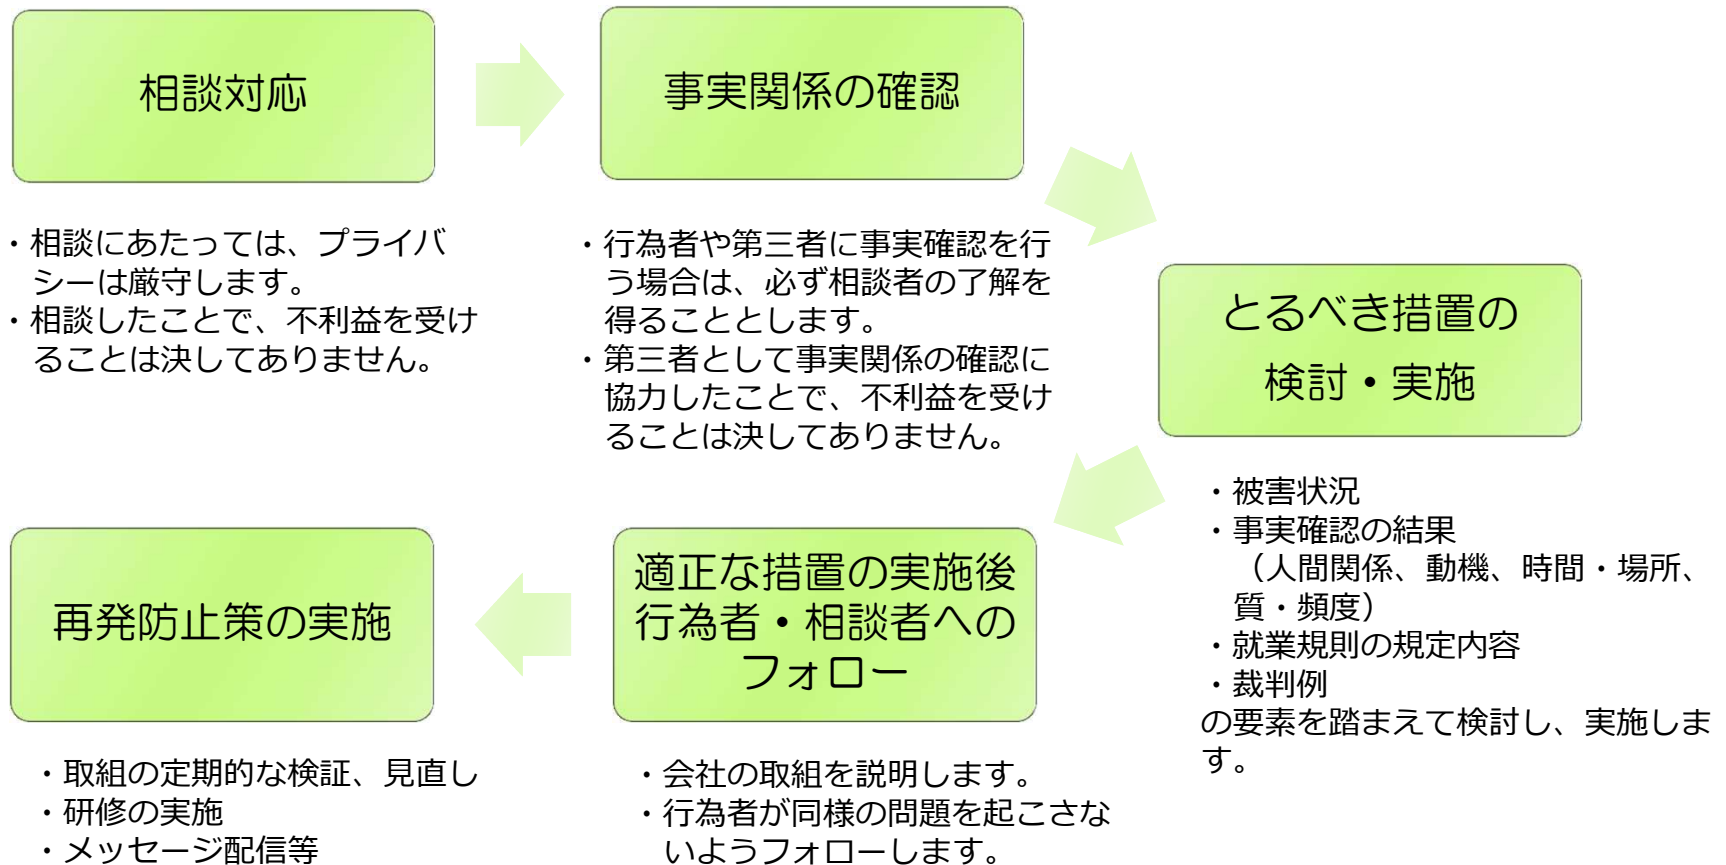 相談対応
・相談にあたっては、プライバ
シーは厳守します。
・相談したことで、不利益を受け
ることは決してありません。
事実関係の確認
・行為者や第三者に事実確認を行
う場合は、必ず相談者の了解を
得ることとします。
・第三者として事実関係の確認に
協力したことで、不利益を受け
ることは決してありません。
とるべき措置の
検討・実施
・被害状況
・事実確認の結果
（人間関係、動機、時間・場所、
質・頻度）
・就業規則の規定内容
・裁判例
の要素を踏まえて検討し、実施しま
す。
適正な措置の実施後
行為者・相談者への
フォロー
・会社の取組を説明します。
・行為者が同様の問題を起こさな
いようフォローします。
再発防止策の実施
・取組の定期的な検証、見直し
・研修の実施
・メッセージ配信等